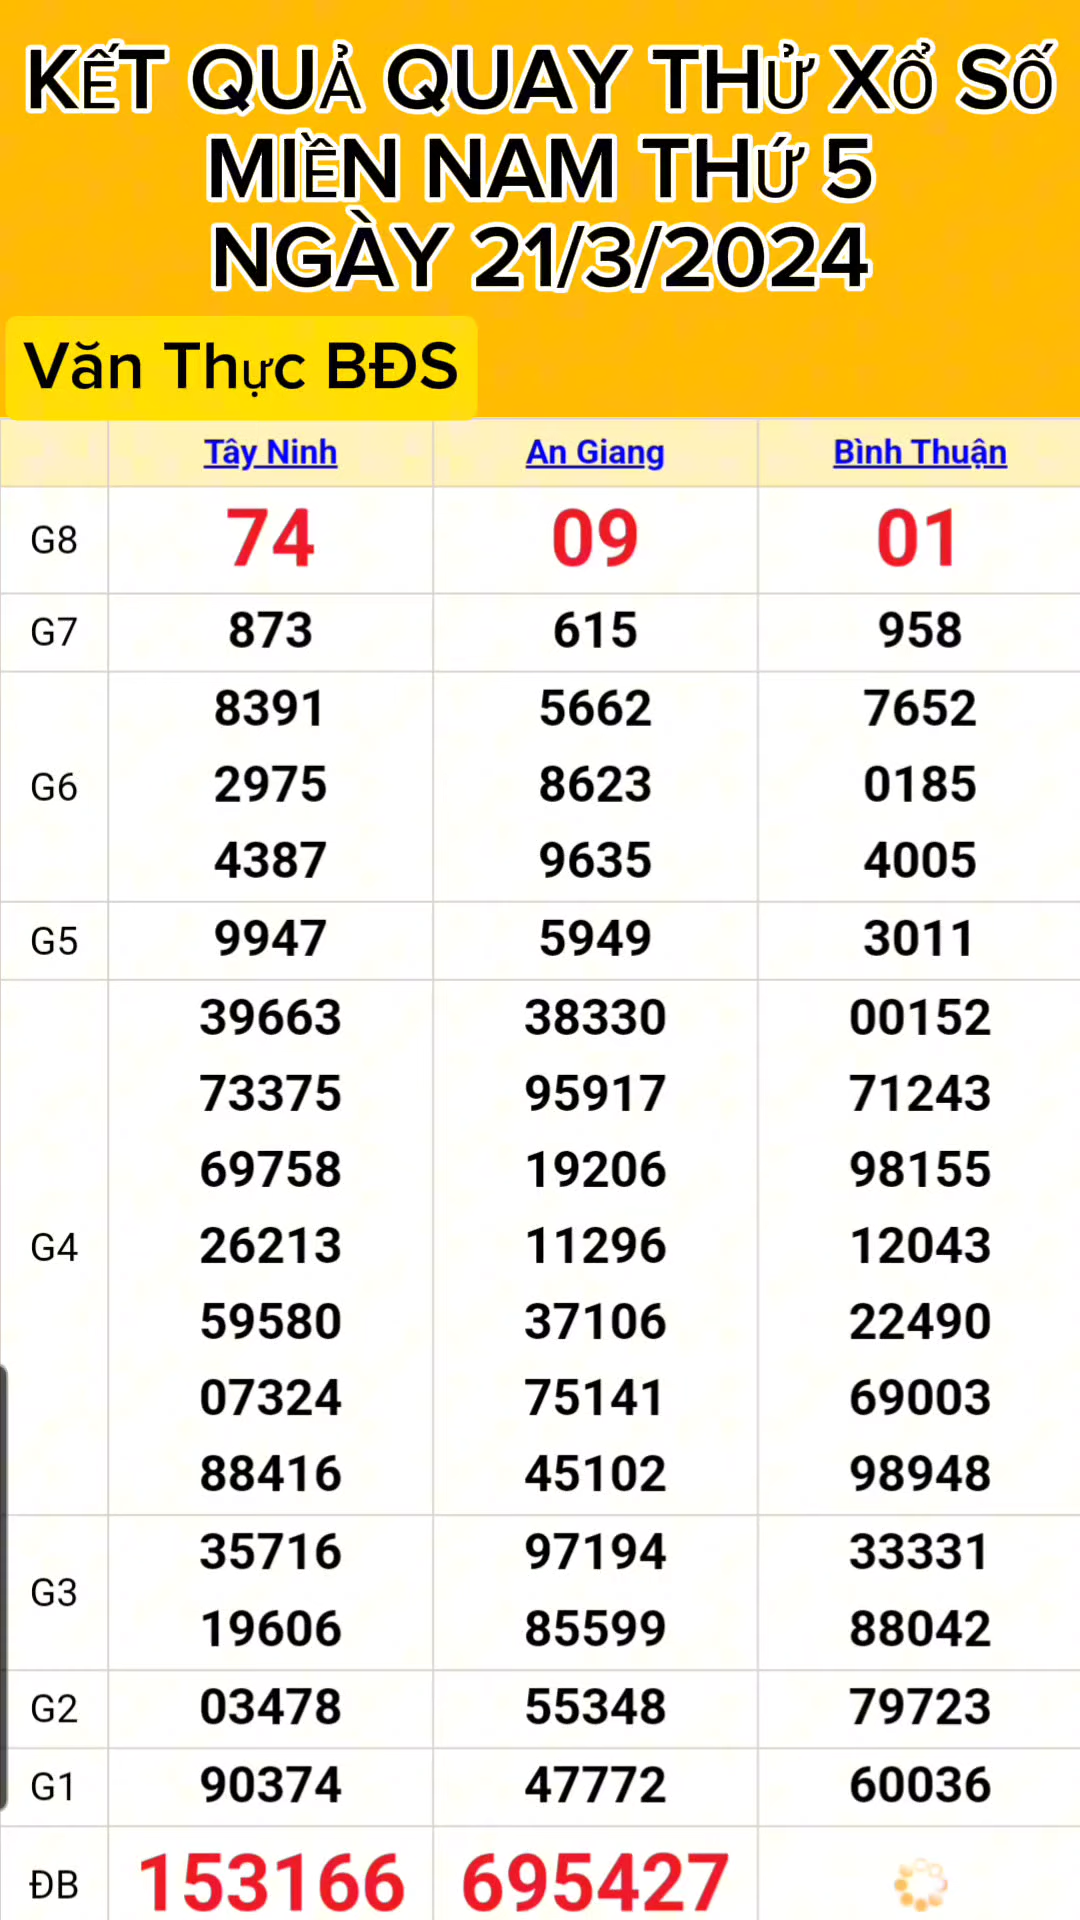 KẾT QUẢ QUAY THỬ XỔ SỐ
MIỀN NAM THỨ 5
NGÀY 21/3/2024
Văn Thực BĐS
Tây Ninh An Giang Bình Thuận
G8 74 09 01
G7 873 615 958
8391 5662 7652
G6 2975 8623 0185
4387 9635 4005
G5 9947 5949 3011
39663 38330 00152
73375 95917 71243
69758 19206 98155
G4 26213 11296 12043
59580 37106 22490
07324 75141 69003
88416 45102 98948
G3 35716 97194 33331
19606 85599 88042
G2 03478 55348 79723
G1 90374 47772 60036
ĐB 153166 695427